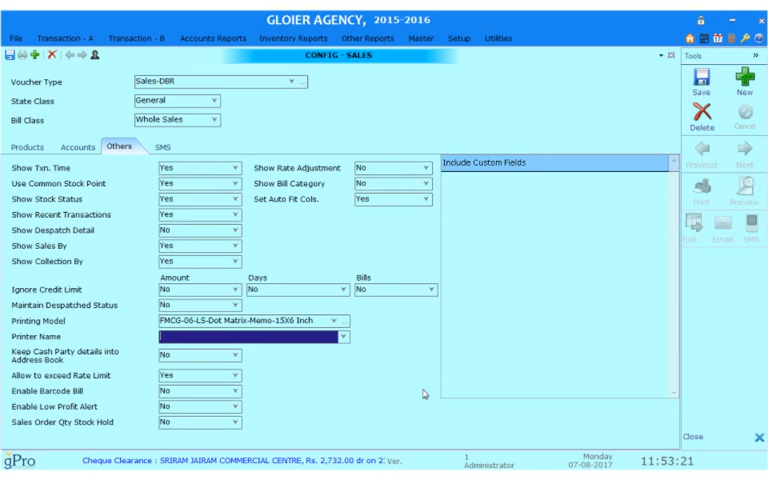 GLOIER AGENCY, 2015-2016
File Transaction - A Transaction - B Accounts Reports Inventory Reports Other Reports Master Setup Utilities
CONFIG - SALES
Tools
Voucher Type Sales-DBR
State Class General
Bill Class Whole Sales
Save New
Delete Cancel
Previous Next
Print Preview
Exp. Email SMS
Products Accounts Others SMS
Show Txn. Time Yes Show Rate Adjustment No
Use Common Stock Point Yes Show Bill Category No
Show Stock Status Yes Set Auto Fit Cols. Yes
Show Recent Transactions Yes
Show Despatch Detail No
Show Sales By Yes
Show Collection By Yes
Include Custom Fields
Amount Days Bills
Ignore Credit Limit No No No
Maintain Despatched Status No
Printing Model FMCG-06-LS-Dot Matrix-Memo-15X6 Inch
Printer Name
Keep Cash Party details into
Address Book No
Allow to exceed Rate Limit Yes
Enable Barcode Bill No
Enable Low Profit Alert No
Sales Order Qty Stock Hold No
Close
gPro
Cheque Clearance : SRIRAM JAIRAM COMMERCIAL CENTRE, Rs. 2,732.00 dr on 2 Ver.
1
Administrator
Monday
07-08-2017
11:53:21